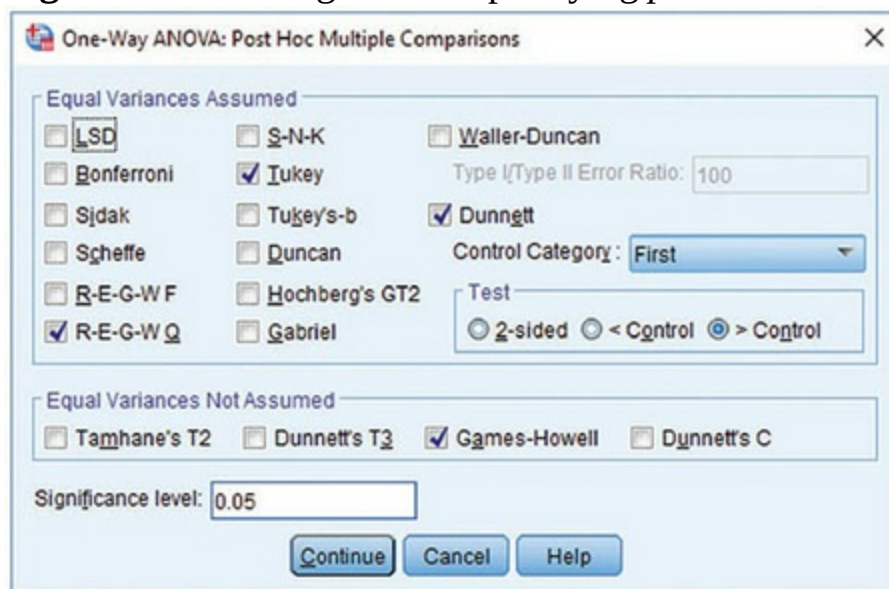 One-Way ANOVA: Post Hoc Multiple Comparisons
Equal Variances Assumed
LSD S-N-K Waller-Duncan
Bonferroni Tukey Type I/Type II Error Ratio: 100
Sidak Tukey's-b Dunnett
Scheffe Duncan Control Category : First
R-E-G-W F Hochberg's GT2 Test
R-E-G-W Q Gabriel 2-sided < Control > Control
Equal Variances Not Assumed
Tamhane's T2 Dunnett's T3 Games-Howell Dunnett's C
Significance level: 0.05
Continue Cancel Help